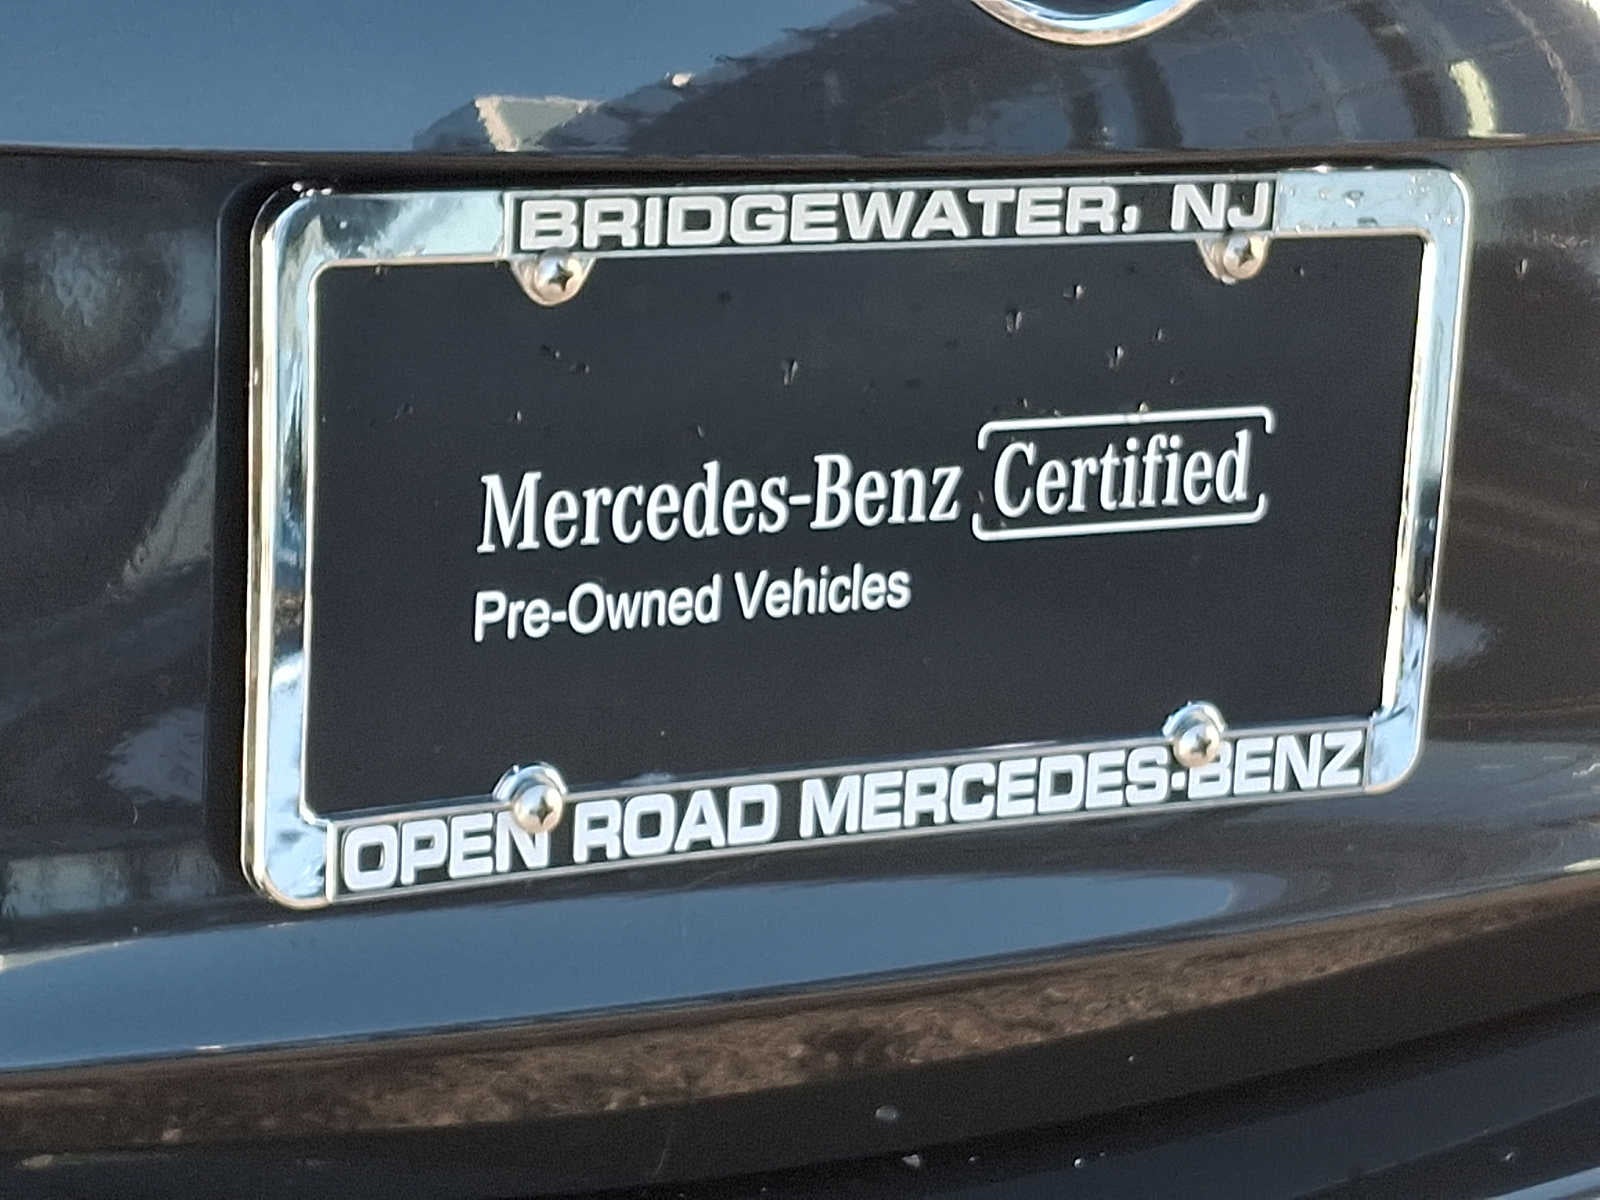 BRIDGEWATER, NJ
Mercedes-Benz Certified
Pre-Owned Vehicles
OPEN ROAD MERCEDES-BENZ